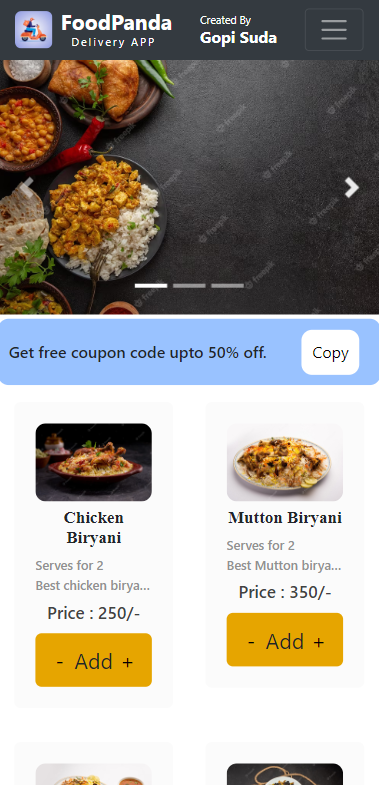 FoodPanda
Delivery APP
Created By
Gopi Suda
Get free coupon code upto 50% off.
Copy
Chicken
Biryani
Serves for 2
Best chicken birya...
Price : 250/-
- Add +
Mutton Biryani
Serves for 2
Best Mutton birya...
Price : 350/-
- Add +